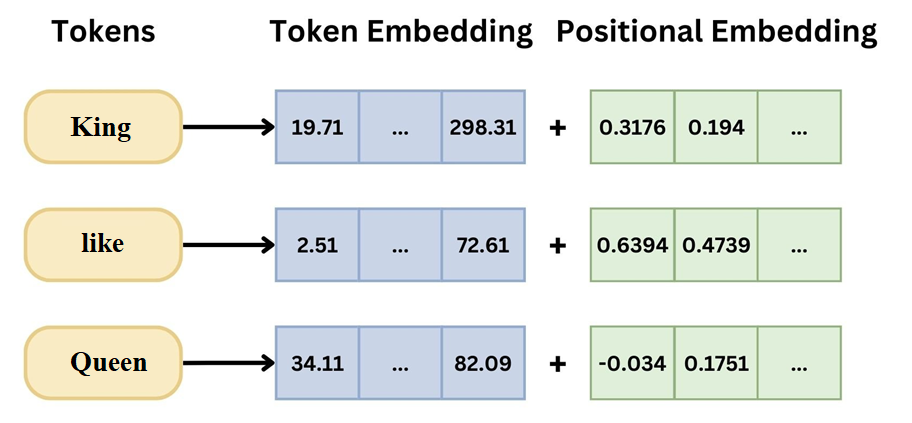 Tokens Token Embedding Positional Embedding
King 19.71 ... 298.31 + 0.3176 0.194 ...
like 2.51 ... 72.61 + 0.6394 0.4739 ...
Queen 34.11 ... 82.09 + -0.034 0.1751 ...